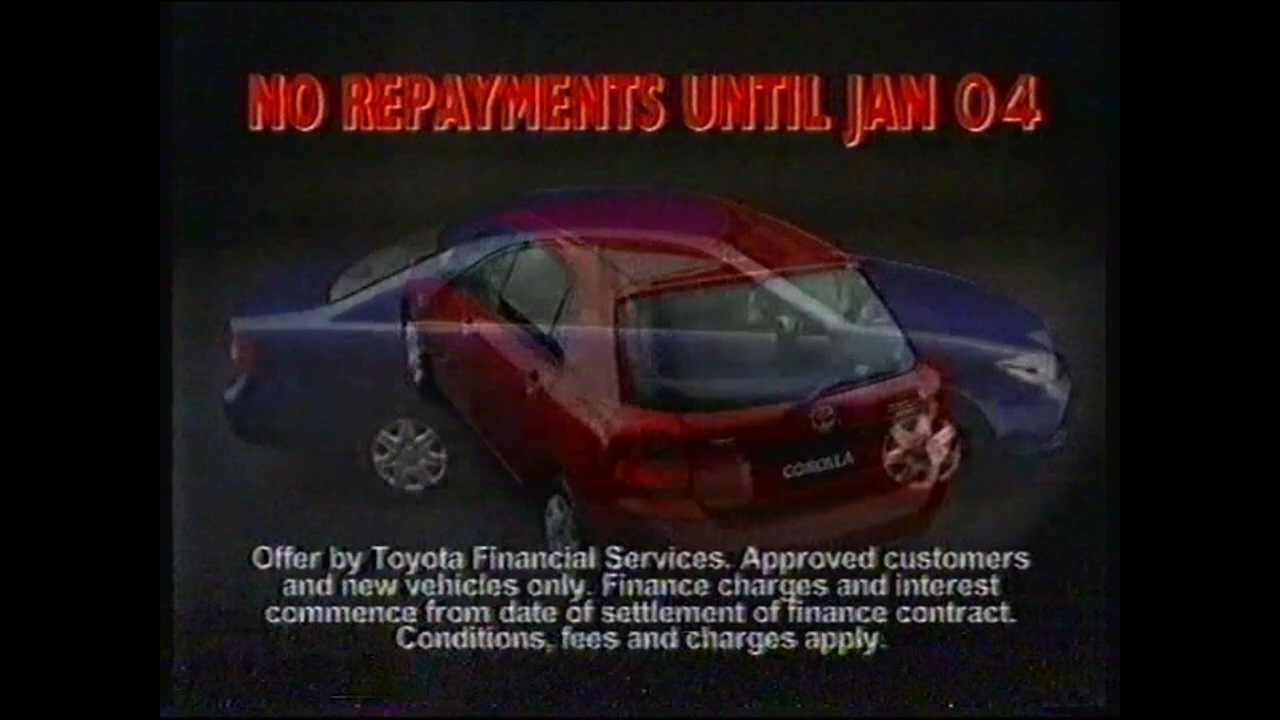 NO REPAYMENTS UNTIL JAN 04
COROLLA
Offer by Toyota Financial Services. Approved customers
and new vehicles only. Finance charges and interest
commence from date of settlement of finance contract.
Conditions, fees and charges apply.